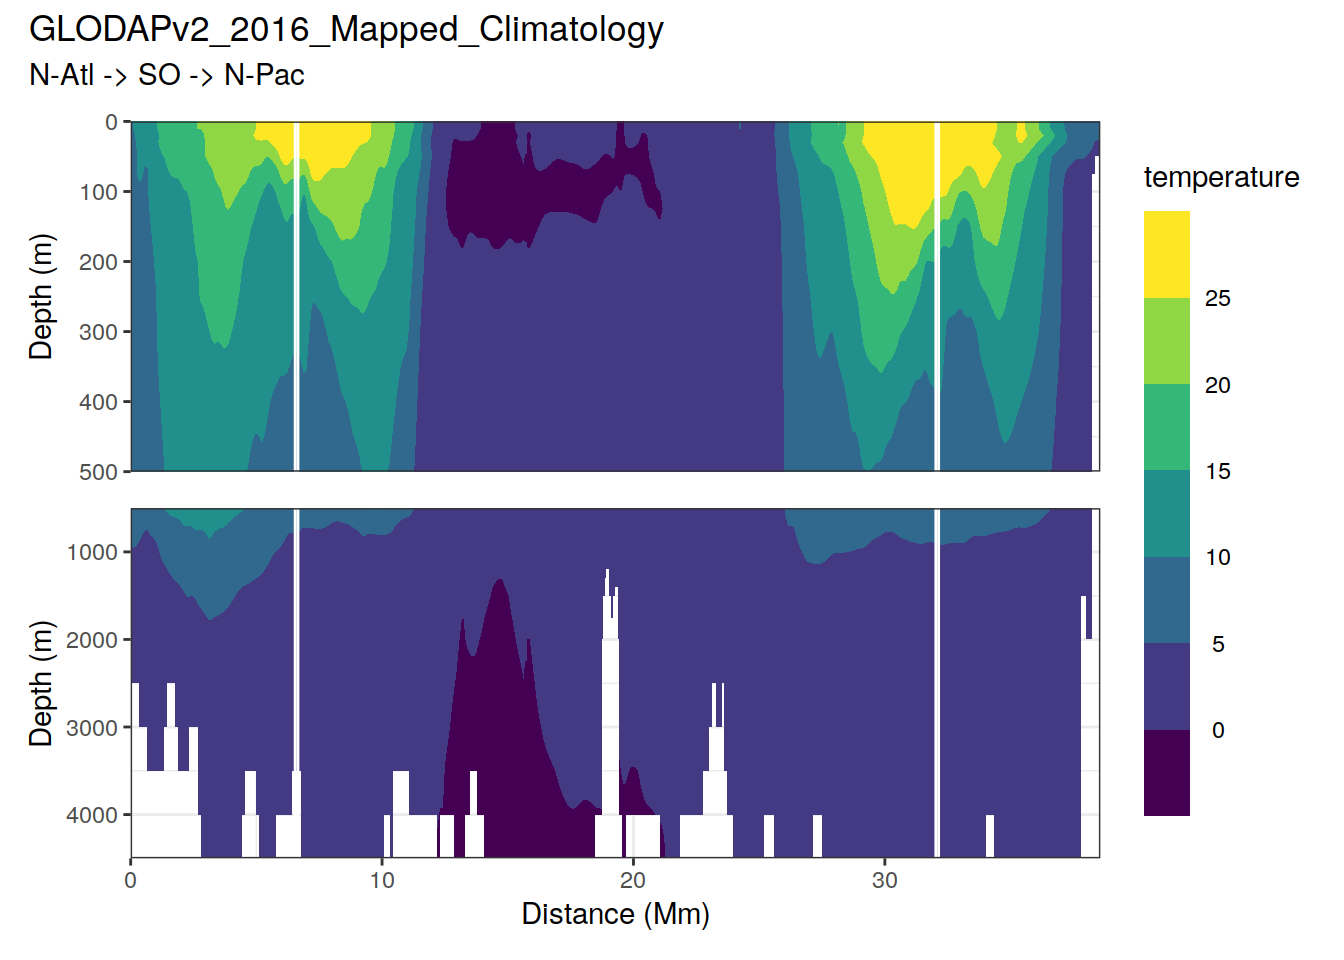 GLODAPv2_2016_Mapped_Climatology
N-Atl -> SO -> N-Pac
0
100
200
300
400
500
Depth (m)
1000
2000
3000
4000
Depth (m)
0 10 20 30
Distance (Mm)
temperature
25
20
15
10
5
0